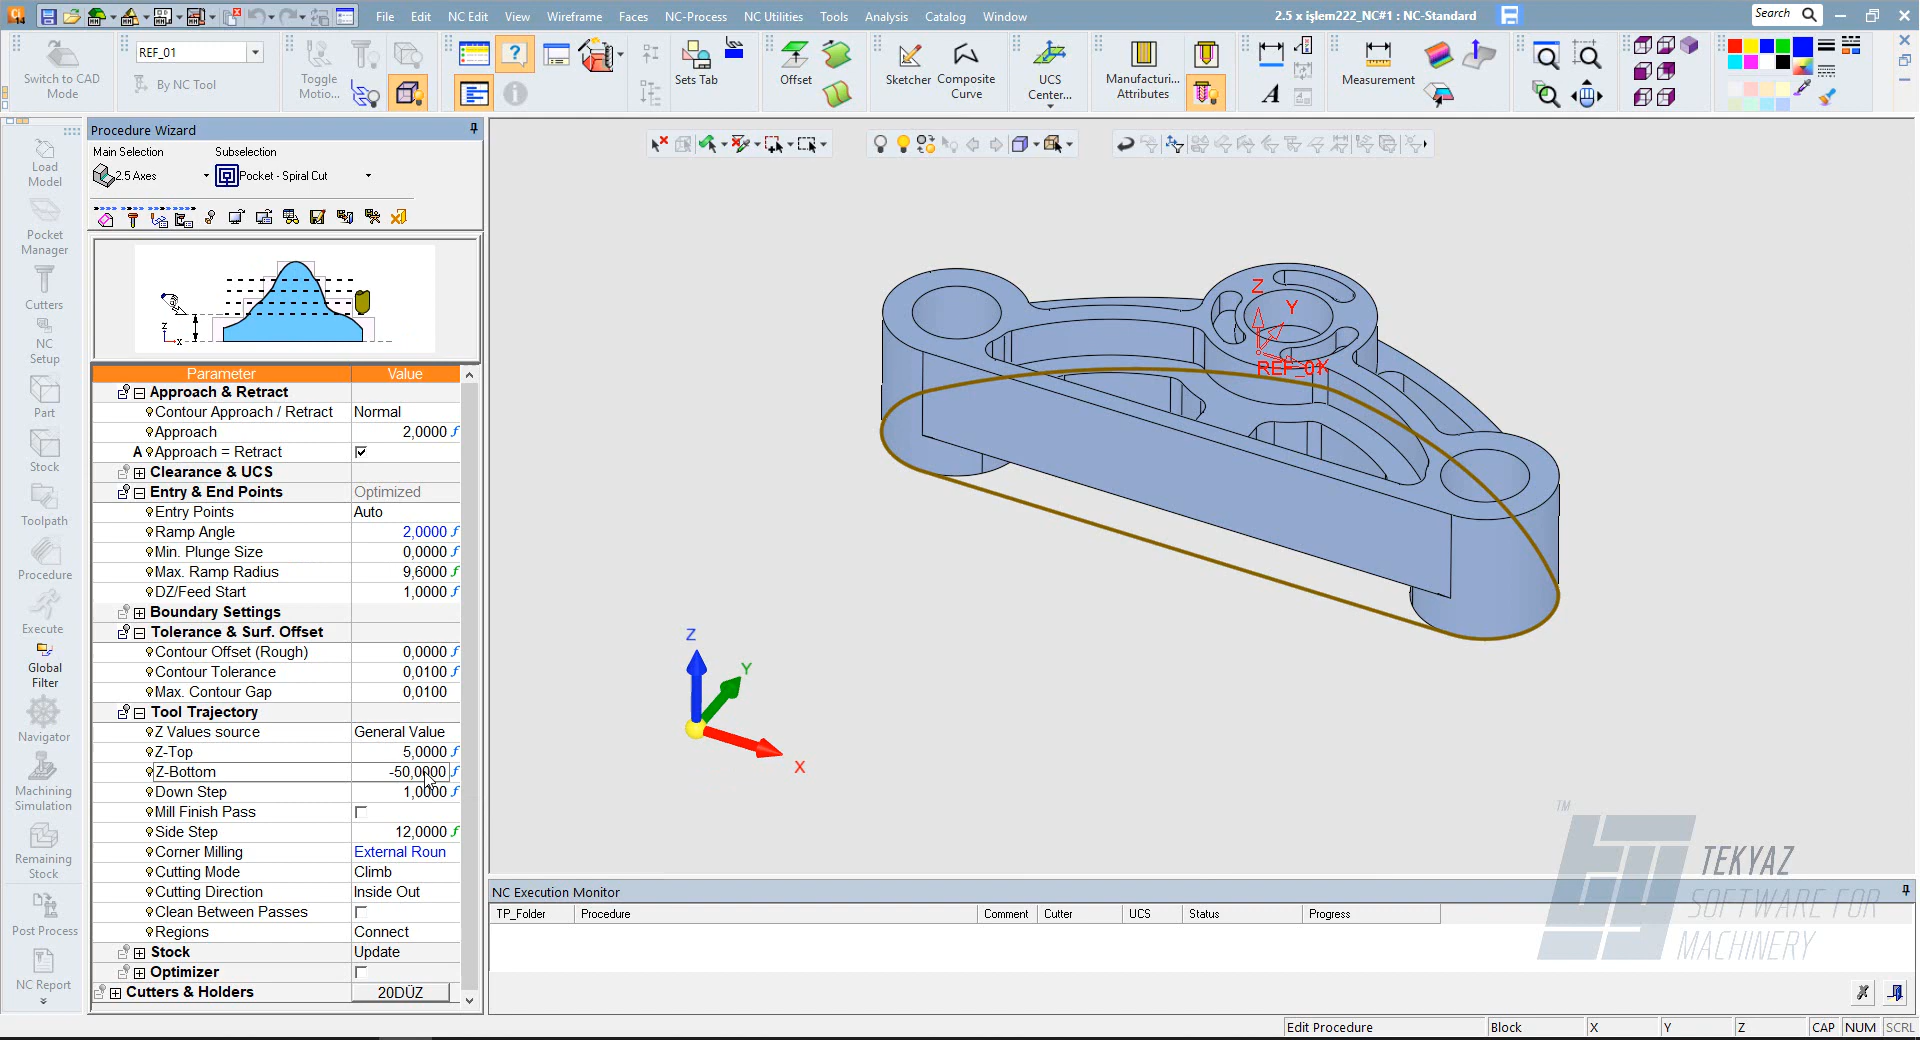 File Edit NC Edit View Wireframe Faces NC-Process NC Utilities Tools Analysis Catalog Window
2.5 x işlem222_NC#1 : NC-Standard
Search
Switch to CAD Mode
REF_01
By NC Tool
Toggle Motio...
Sets Tab
Offset
Sketcher
Composite Curve
UCS Center...
Manufacturi... Attributes
Measurement
Load Model
Pocket Manager
Cutters
NC Setup
Part
Stock
Toolpath
Procedure
Execute
Global Filter
Navigator
Machining Simulation
Remaining Stock
Post Process
NC Report
Procedure Wizard
Main Selection Subselection
2.5 Axes Pocket - Spiral Cut
Z
x
Parameter Value
Approach & Retract
Contour Approach / Retract Normal
Approach 2,0000 f
A Approach = Retract
Clearance & UCS
Entry & End Points Optimized
Entry Points Auto
Ramp Angle 2,0000 f
Min. Plunge Size 0,0000 f
Max. Ramp Radius 9,6000 f
DZ/Feed Start 1,0000 f
Boundary Settings
Tolerance & Surf. Offset
Contour Offset (Rough) 0,0000 f
Contour Tolerance 0,0100 f
Max. Contour Gap 0,0100
Tool Trajectory
Z Values source General Value
Z-Top 5,0000 f
Z-Bottom -50,0000 f
Down Step 1,0000 f
Mill Finish Pass
Side Step 12,0000 f
Corner Milling External Roun
Cutting Mode Climb
Cutting Direction Inside Out
Clean Between Passes
Regions Connect
Stock Update
Optimizer
Cutters & Holders 20DÜZ
Z
Y
REF_01
X
Z
Y
X
TM
TEKYAZ
SOFTWARE FOR
MACHINERY
NC Execution Monitor
TP_Folder Procedure Comment Cutter UCS Status Progress
Edit Procedure Block X Y Z CAP NUM SCRL